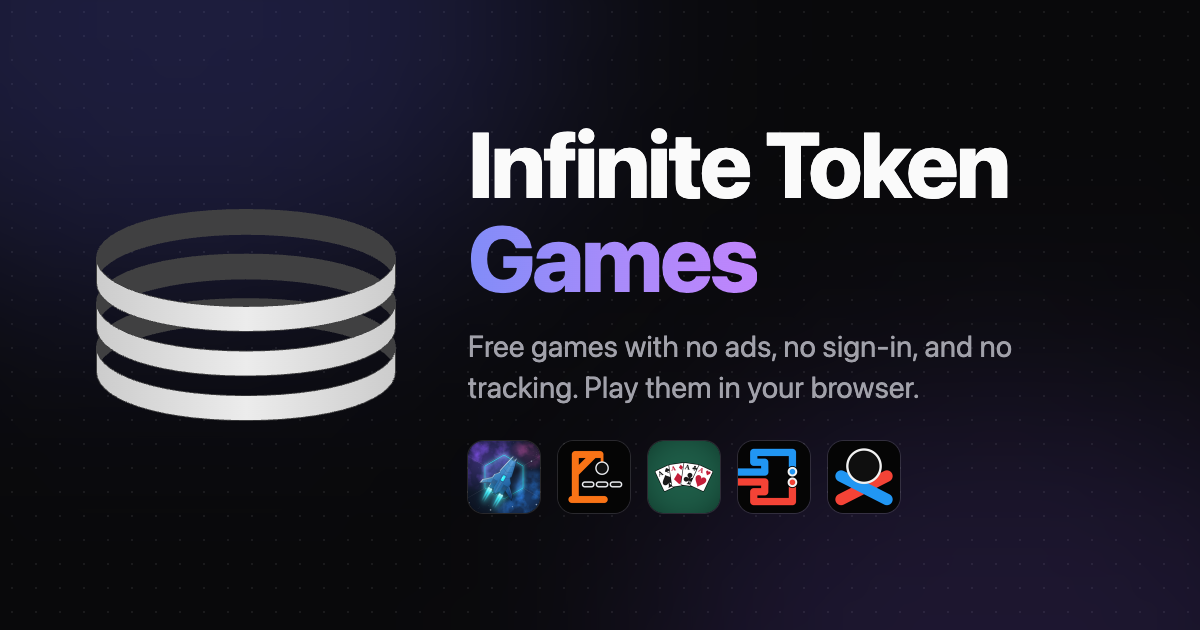 Infinite Token
Games
Free games with no ads, no sign-in, and no
tracking. Play them in your browser.